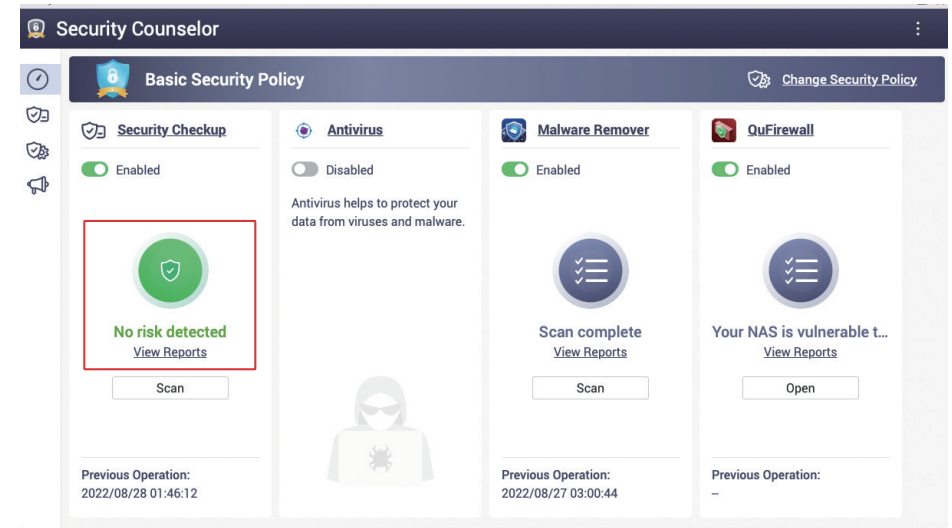 Security Counselor
Basic Security Policy
Change Security Policy
Security Checkup
Enabled
No risk detected
View Reports
Scan
Previous Operation:
2022/08/28 01:46:12
Antivirus
Disabled
Antivirus helps to protect your
data from viruses and malware.
Malware Remover
Enabled
Scan complete
View Reports
Scan
Previous Operation:
2022/08/27 03:00:44
QuFirewall
Enabled
Your NAS is vulnerable t...
View Reports
Open
Previous Operation:
–